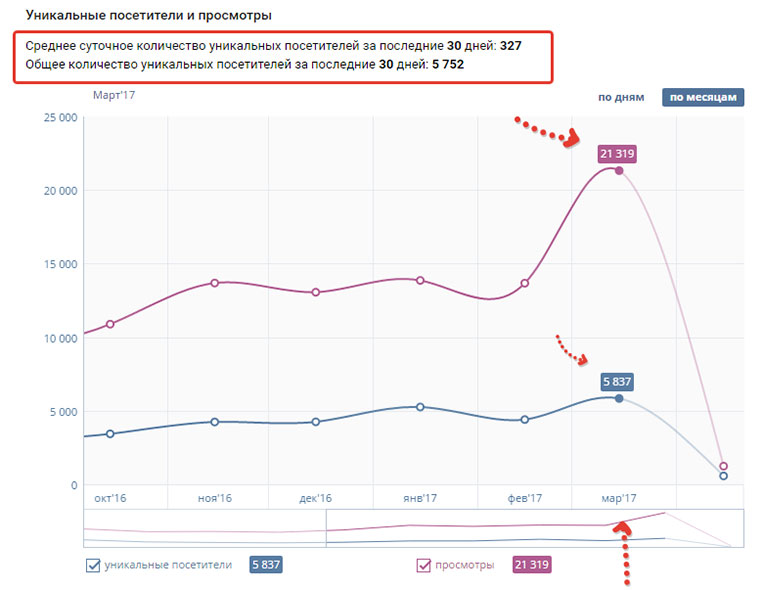 Уникальные посетители и просмотры
Среднее суточное количество уникальных посетителей за последние 30 дней: 327
Общее количество уникальных посетителей за последние 30 дней: 5 752
Март'17
по дням
по месяцам
25 000
20 000
15 000
10 000
5 000
0
21 319
5 837
окт'16
ноя'16
дек'16
янв'17
фев'17
мар'17
уникальные посетители 5 837
просмотры 21 319